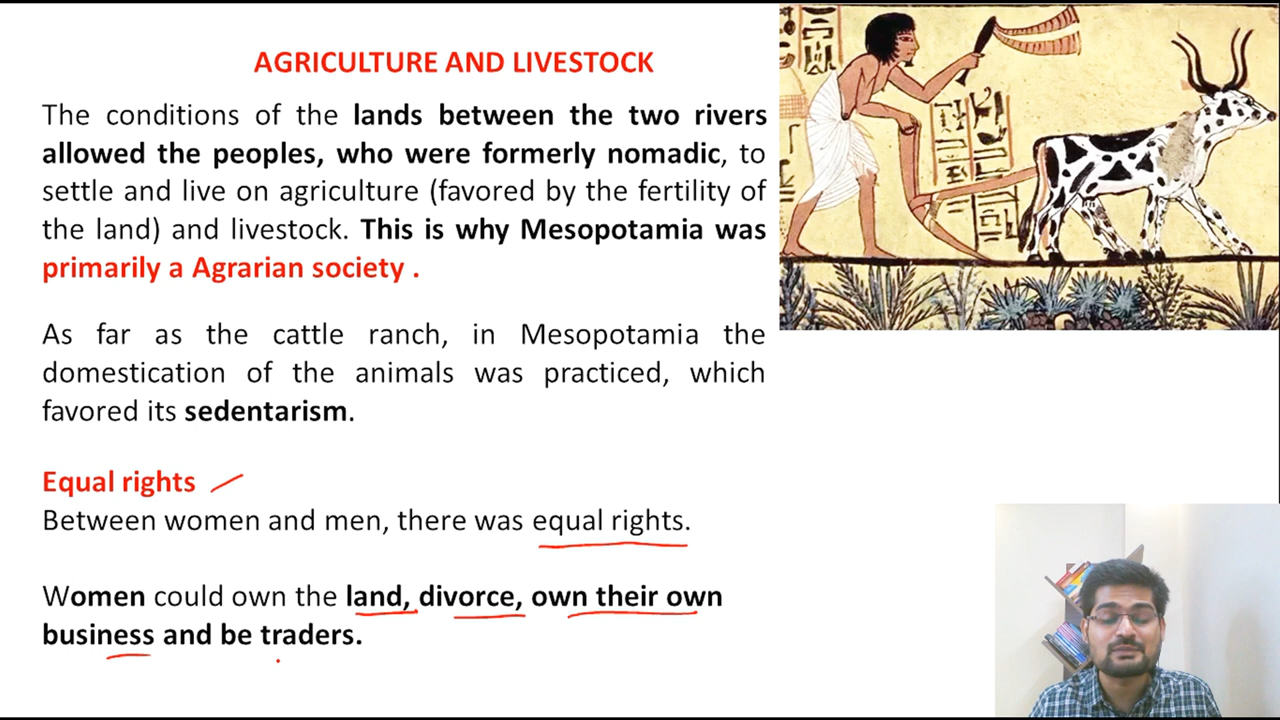 AGRICULTURE AND LIVESTOCK
The conditions of the lands between the two rivers
allowed the peoples, who were formerly nomadic, to
settle and live on agriculture (favored by the fertility of
the land) and livestock. This is why Mesopotamia was
primarily a Agrarian society .
As far as the cattle ranch, in Mesopotamia the
domestication of the animals was practiced, which
favored its sedentarism.
Equal rights
Between women and men, there was equal rights.
Women could own the land, divorce, own their own
business and be traders.